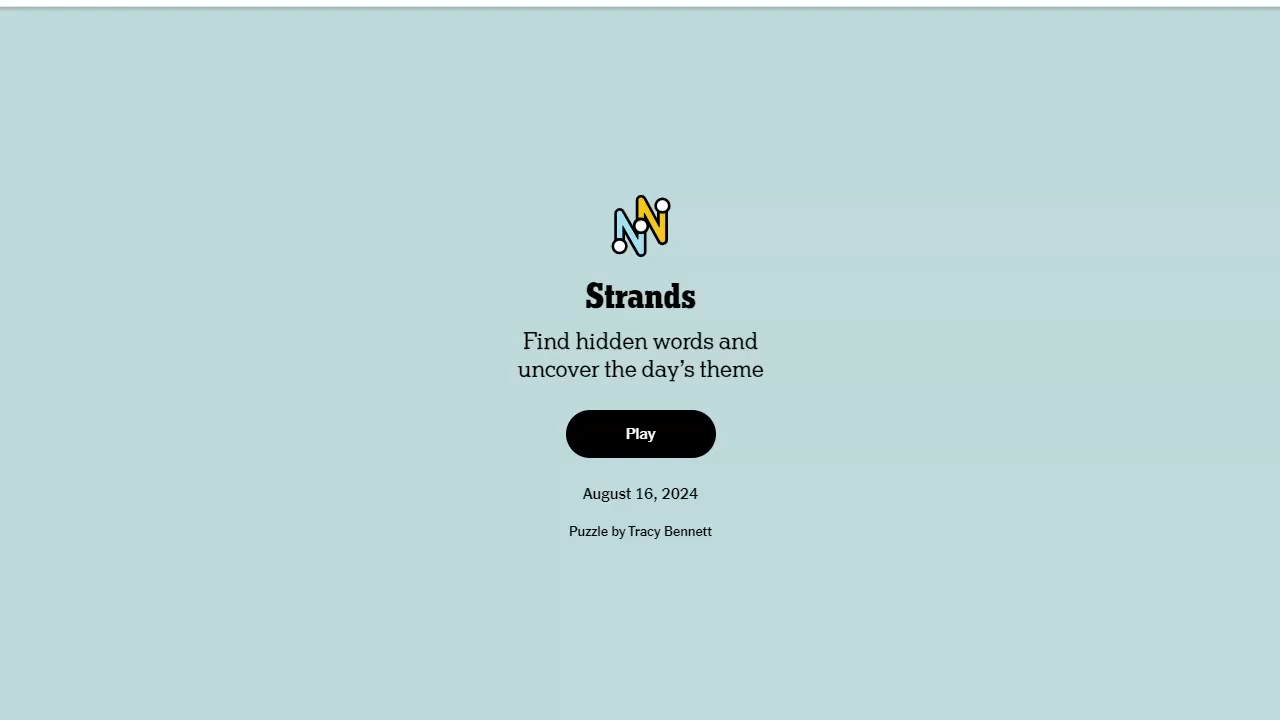 Strands
Find hidden words and
uncover the day’s theme
Play
August 16, 2024
Puzzle by Tracy Bennett